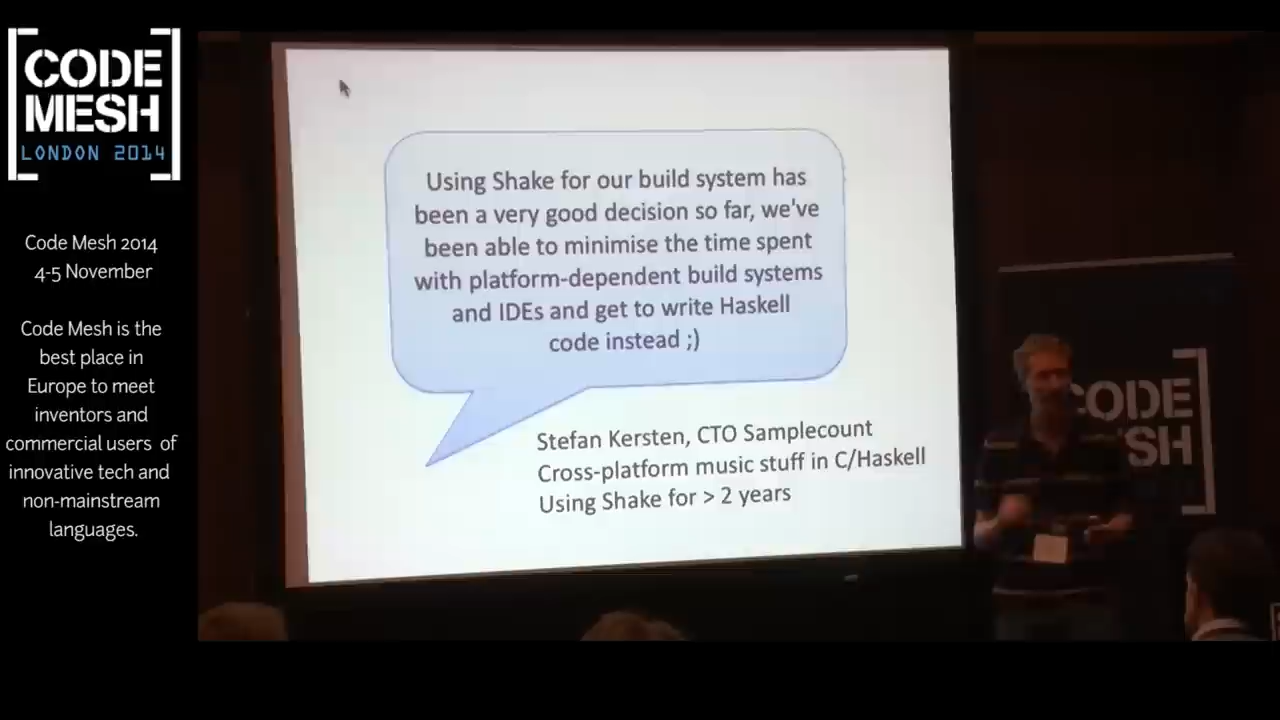 CODE
MESH
LONDON 2014
Code Mesh 2014
4-5 November
Code Mesh is the
best place in
Europe to meet
inventors and
commercial users of
innovative tech and
non-mainstream
languages.
Using Shake for our build system has
been a very good decision so far, we've
been able to minimise the time spent
with platform-dependent build systems
and IDEs and get to write Haskell
code instead ;)
Stefan Kersten, CTO Samplecount
Cross-platform music stuff in C/Haskell
Using Shake for > 2 years
CODE
SH